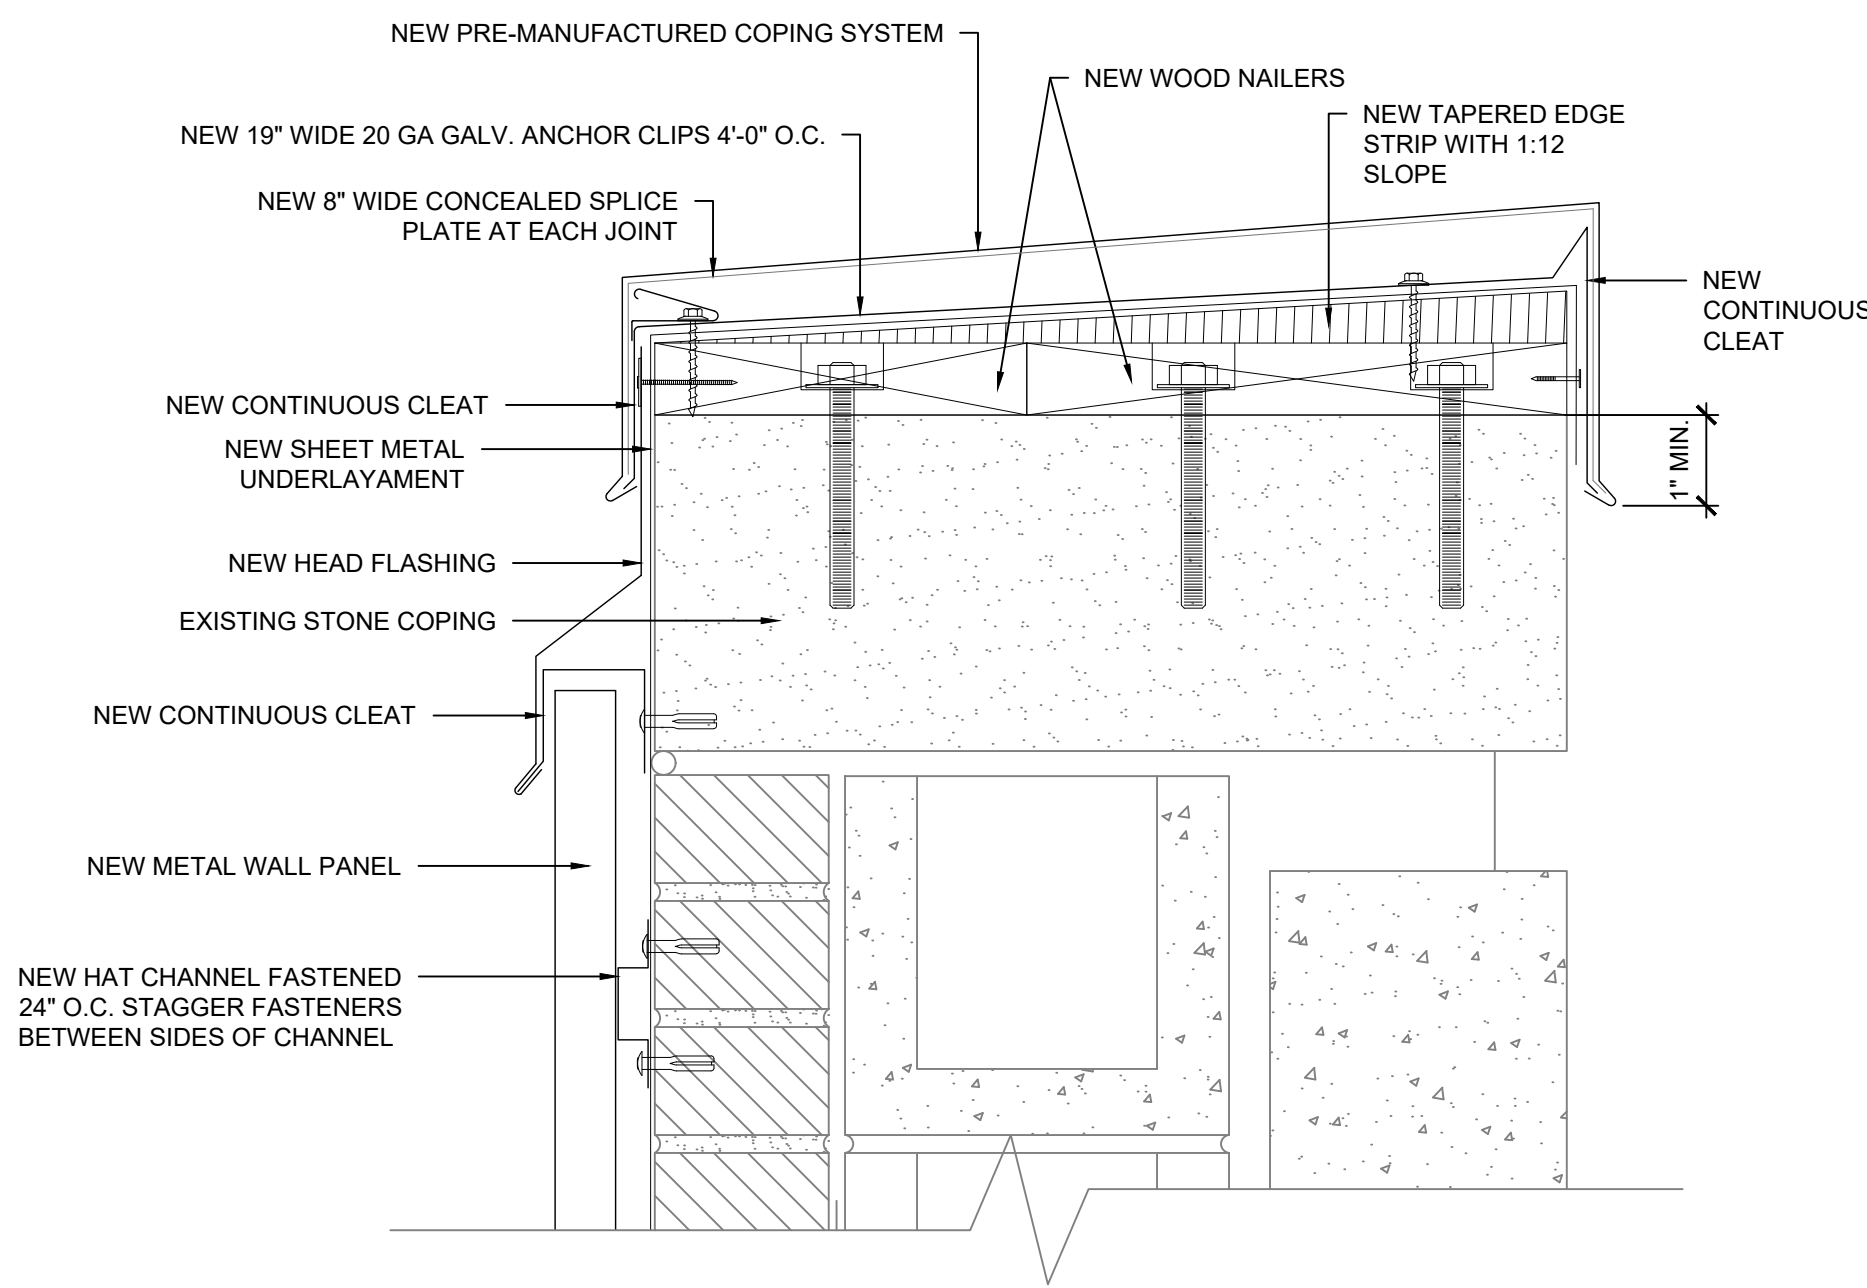 NEW PRE-MANUFACTURED COPING SYSTEM
NEW WOOD NAILERS
NEW TAPERED EDGE
STRIP WITH 1:12
SLOPE
NEW 19" WIDE 20 GA GALV. ANCHOR CLIPS 4'-0" O.C.
NEW 8" WIDE CONCEALED SPLICE
PLATE AT EACH JOINT
NEW
CONTINUOUS
CLEAT
NEW CONTINUOUS CLEAT
NEW SHEET METAL
UNDERLAYAMENT
1" MIN.
NEW HEAD FLASHING
EXISTING STONE COPING
NEW CONTINUOUS CLEAT
NEW METAL WALL PANEL
NEW HAT CHANNEL FASTENED
24" O.C. STAGGER FASTENERS
BETWEEN SIDES OF CHANNEL